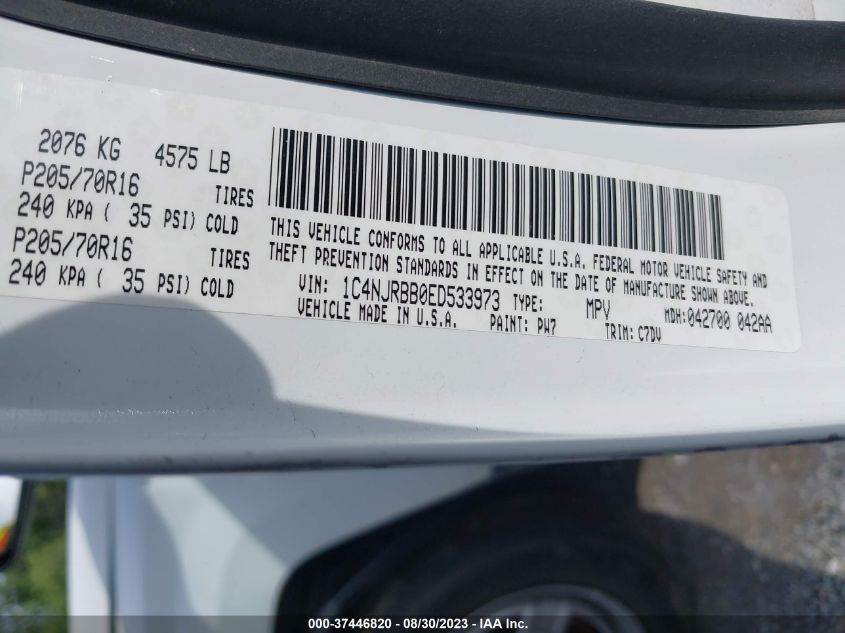 2076 KG 4575 LB
P205/70R16 TIRES
240 KPA ( 35 PSI) COLD
P205/70R16 TIRES
240 KPA ( 35 PSI) COLD
THIS VEHICLE CONFORMS TO ALL APPLICABLE U.S.A. FEDERAL MOTOR VEHICLE SAFETY AND
THEFT PREVENTION STANDARDS IN EFFECT ON THE DATE OF MANUFACTURE SHOWN ABOVE.
VIN: 1C4NJRBB0ED533973 TYPE: MPV MDH:042700 042AA
VEHICLE MADE IN U.S.A. PAINT: PW7 TRIM: C7DV
000-37446820 - 08/30/2023 - IAA Inc.